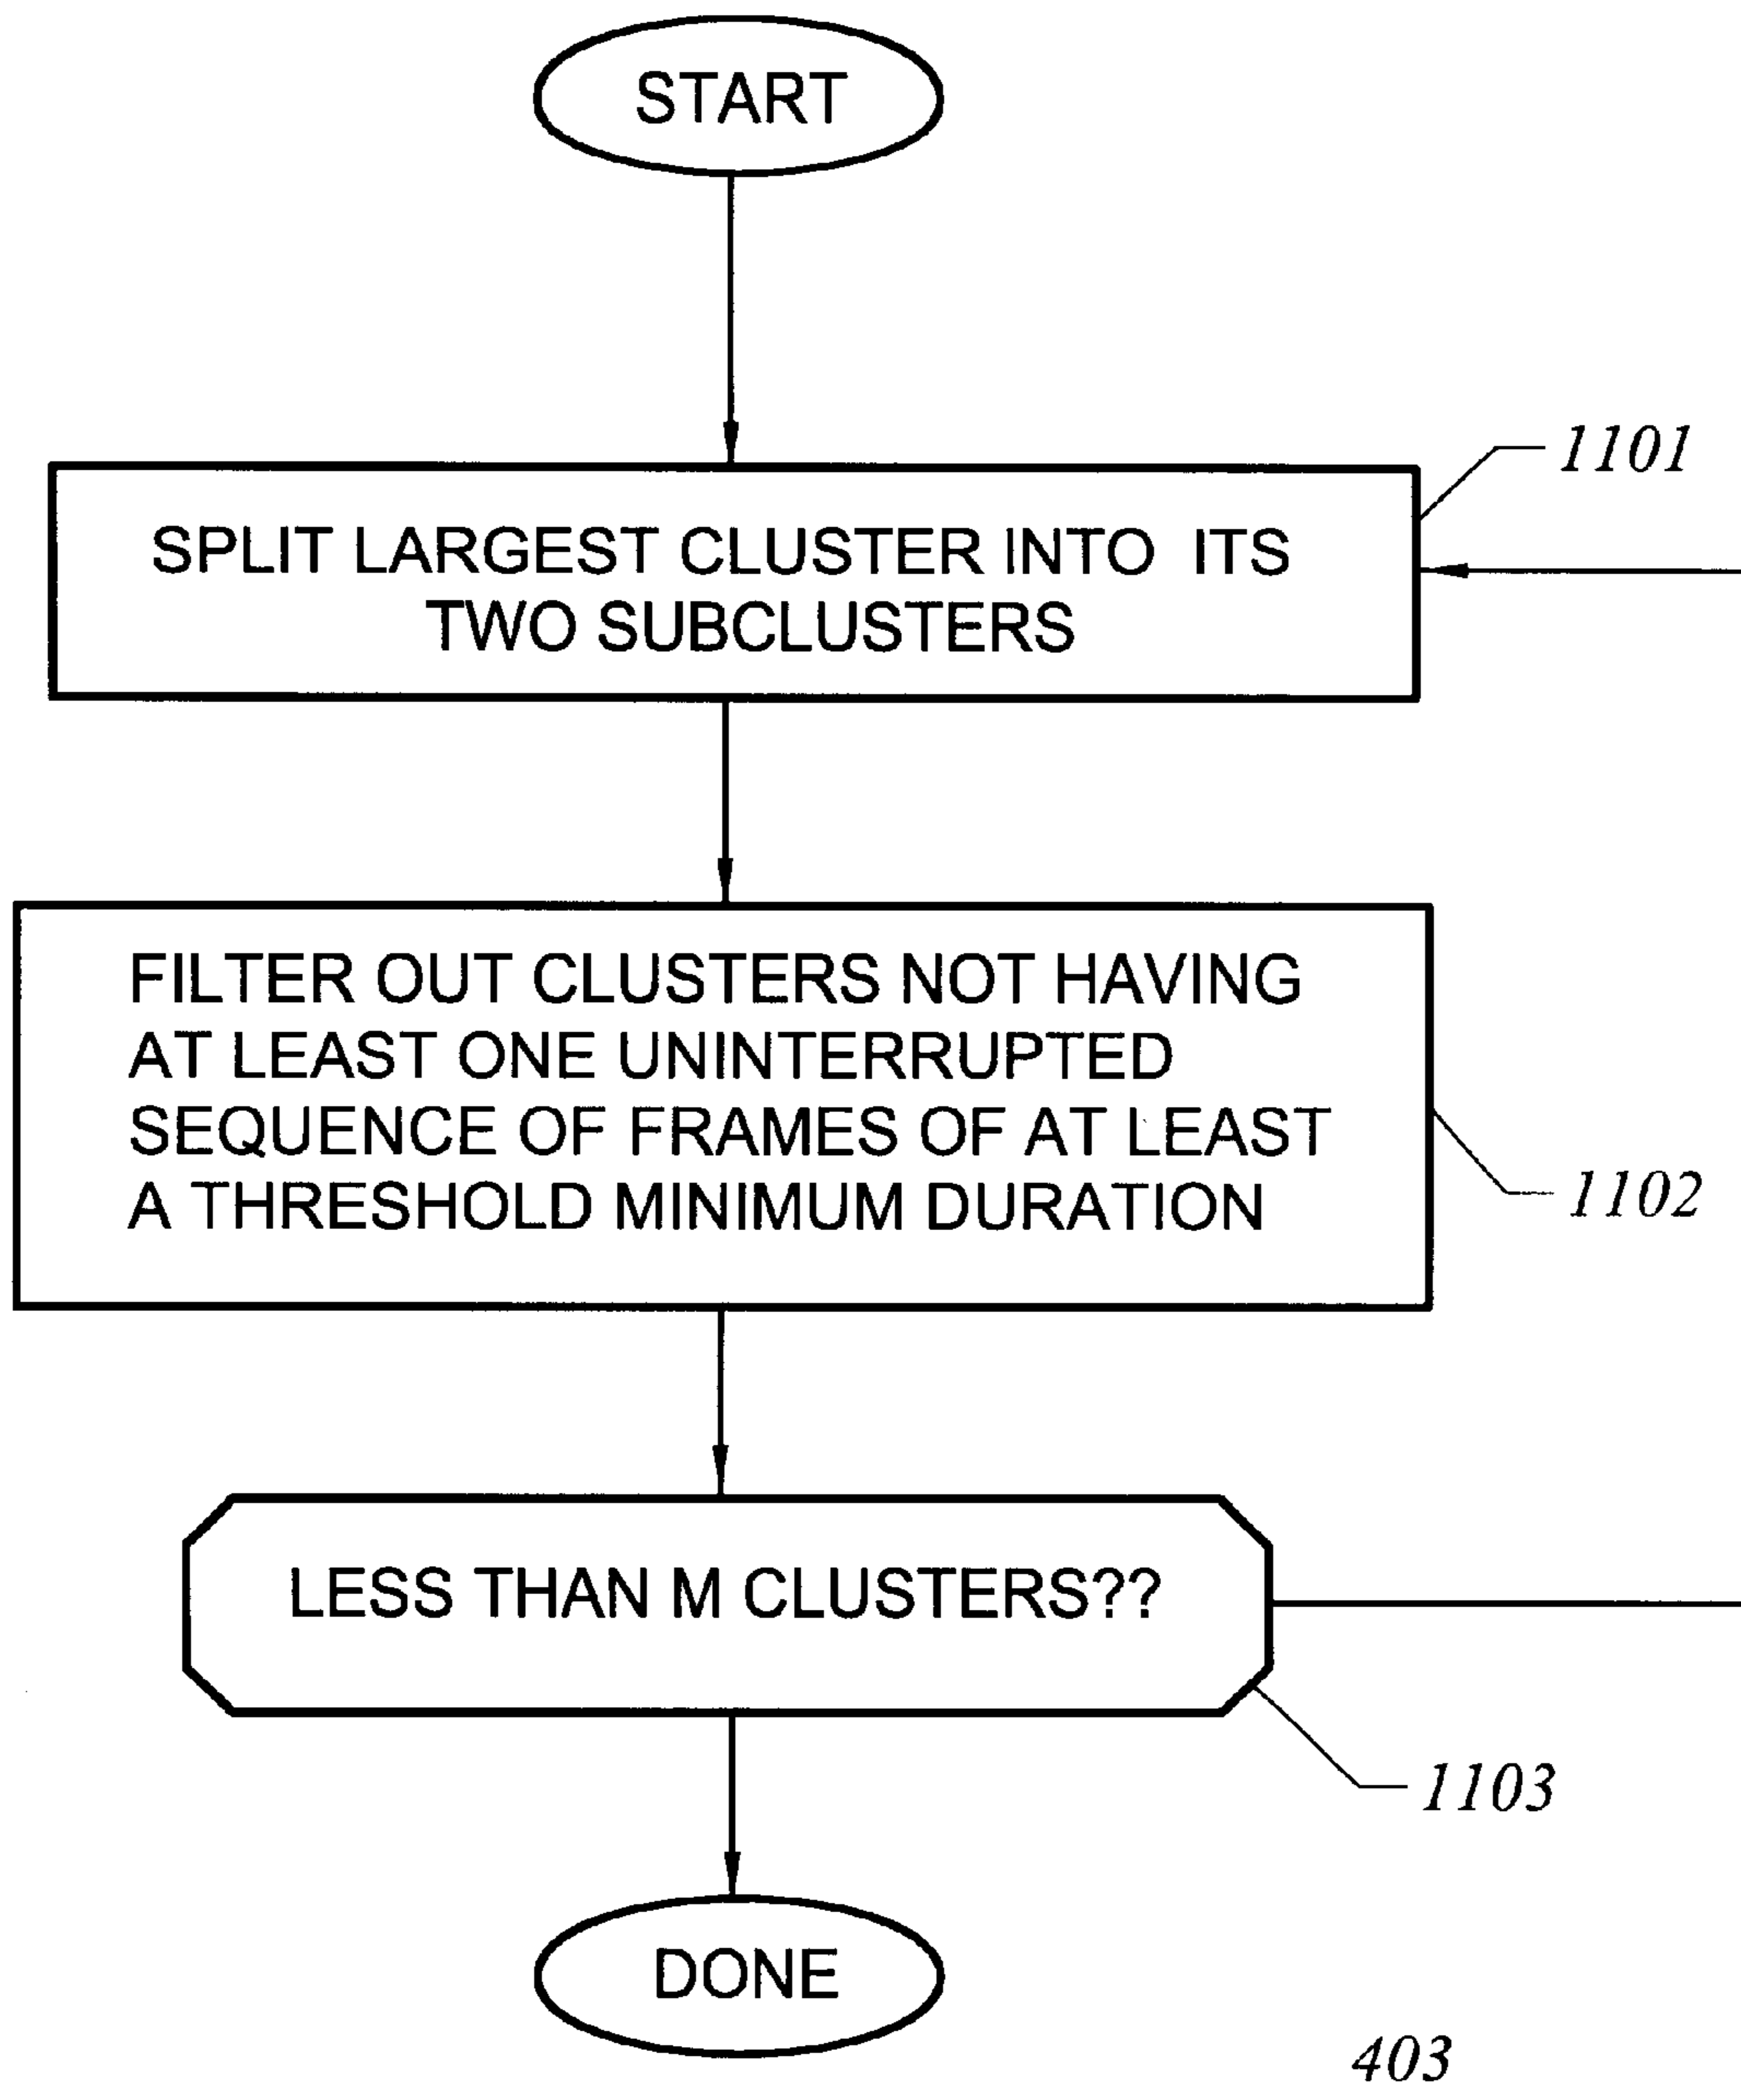 START
1101
SPLIT LARGEST CLUSTER INTO ITS
TWO SUBCLUSTERS
FILTER OUT CLUSTERS NOT HAVING
AT LEAST ONE UNINTERRUPTED
SEQUENCE OF FRAMES OF AT LEAST
A THRESHOLD MINIMUM DURATION
1102
LESS THAN M CLUSTERS??
1103
DONE
403